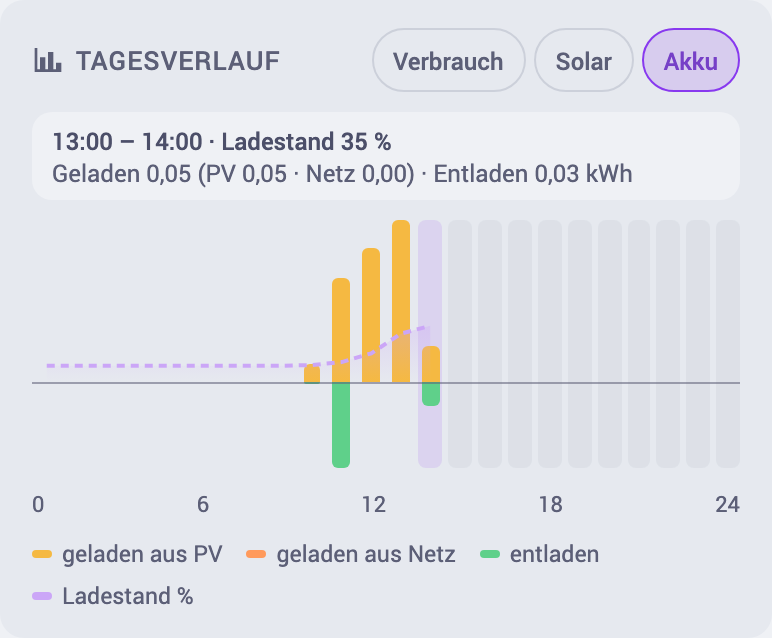 TAGESVERLAUF
Verbrauch
Solar
Akku
13:00 – 14:00 · Ladestand 35 %
Geladen 0,05 (PV 0,05 · Netz 0,00) · Entladen 0,03 kWh
0 6 12 18 24
geladen aus PV geladen aus Netz entladen
Ladestand %